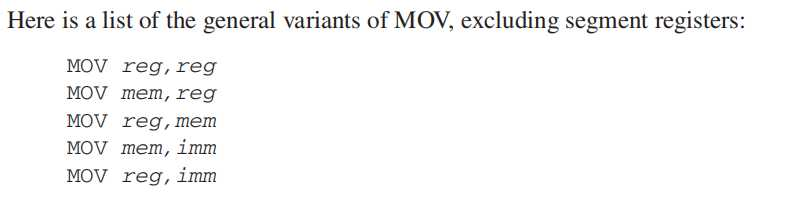 Here is a list of the general variants of MOV, excluding segment registers:
MOV reg,reg
MOV mem,reg
MOV reg,mem
MOV mem,imm
MOV reg,imm